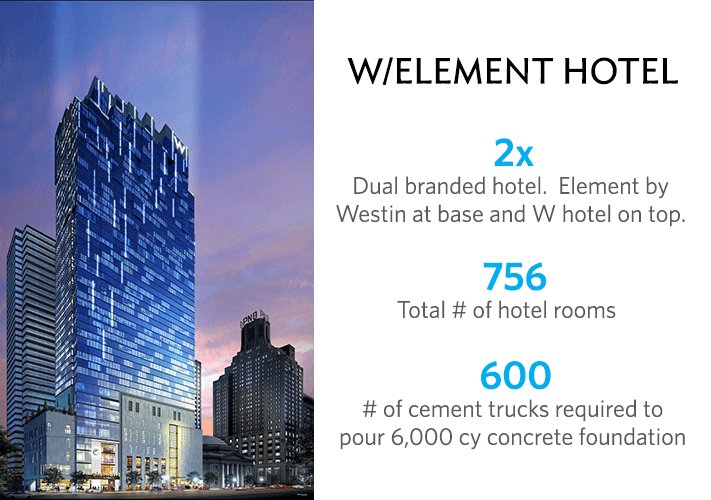 W
PNB
W/ELEMENT HOTEL
2x
Dual branded hotel.  Element by
Westin at base and W hotel on top.
756
Total # of hotel rooms
600
# of cement trucks required to
pour 6,000 cy concrete foundation